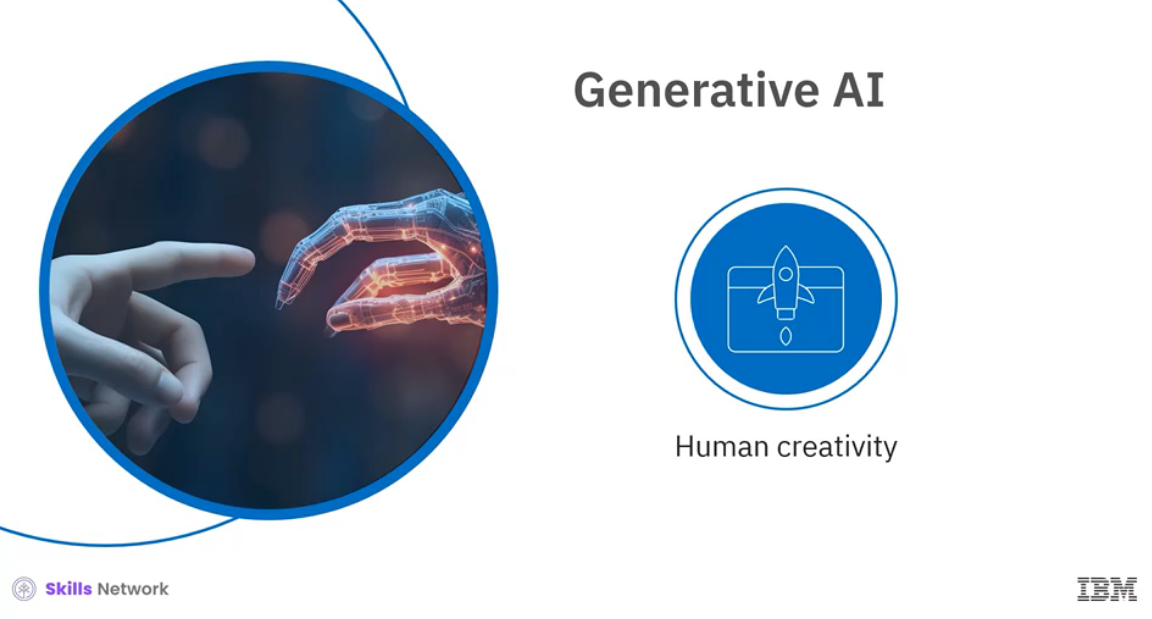 Generative AI
Human creativity
Skills Network
IBM